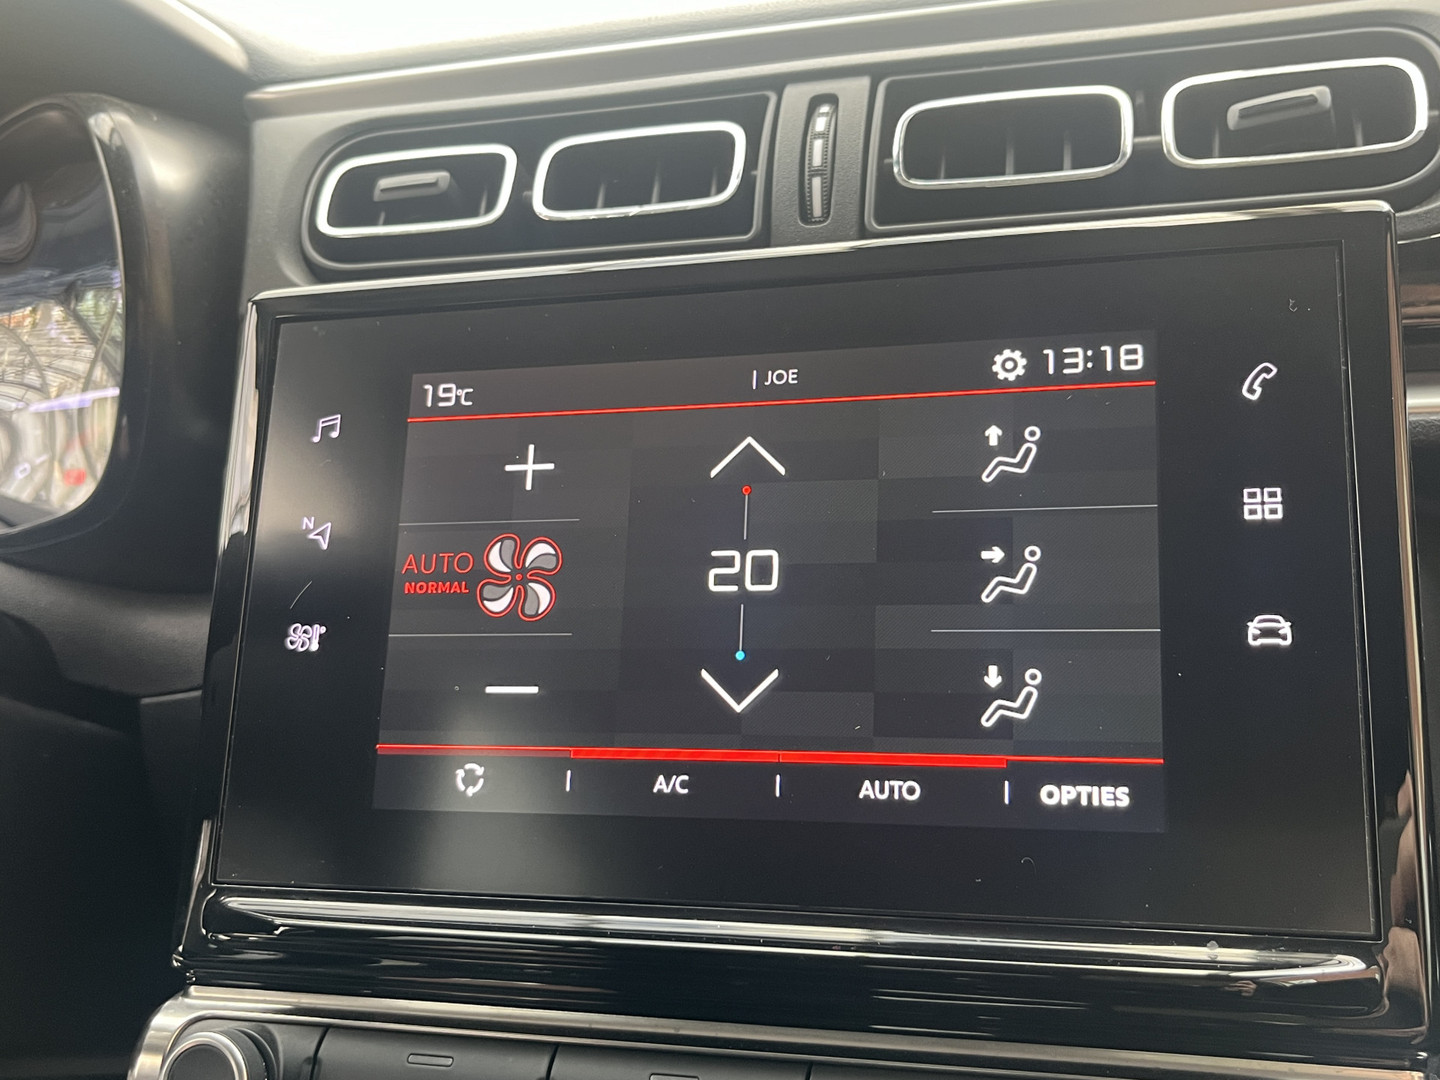 19°C
| JOE
13:18
N
AUTO
NORMAL
20
A/C
AUTO
OPTIES